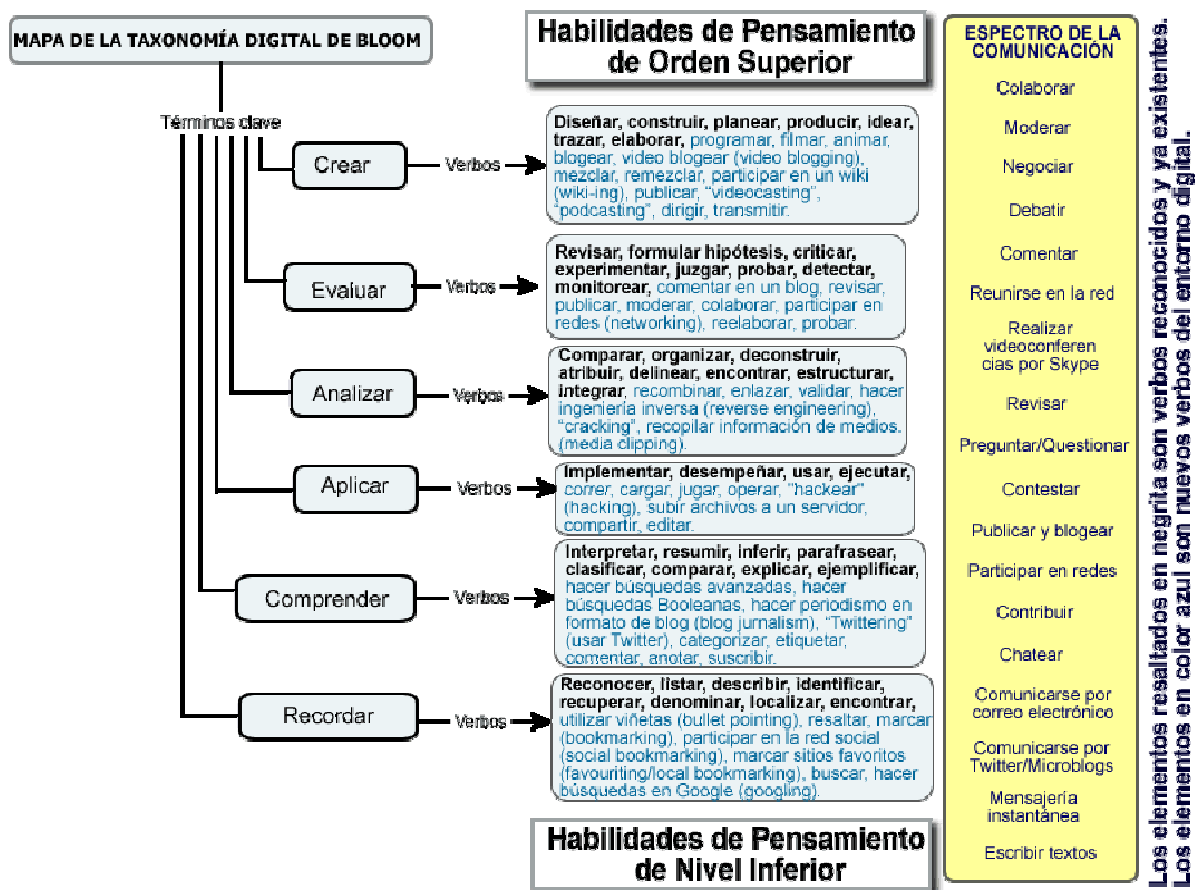 MAPA DE LA TAXONOMÍA DIGITAL DE BLOOM
Términos clave
Habilidades de Pensamiento
de Orden Superior
Crear
Verbos
Diseñar, construir, planear, producir, idear,
trazar, elaborar, programar, filmar, animar,
blogear, video blogear (video blogging),
mezclar, remezclar, participar en un wiki
(wiki-ing), publicar, “videocasting”,
“podcasting”, dirigir, transmitir.
Evaluar
Verbos
Revisar, formular hipótesis, criticar,
experimentar, juzgar, probar, detectar,
monitorear, comentar en un blog, revisar,
publicar, moderar, colaborar, participar en
redes (networking), reelaborar, probar.
Analizar
Verbos
Comparar, organizar, deconstruir,
atribuir, delinear, encontrar, estructurar,
integrar, recombinar, enlazar, validar, hacer
ingeniería inversa (reverse engineering),
“cracking”, recopilar información de medios.
(media clipping).
Aplicar
Verbos
Implementar, desempeñar, usar, ejecutar,
correr, cargar, jugar, operar, "hackear"
(hacking), subir archivos a un servidor,
compartir, editar.
Comprender
Verbos
Interpretar, resumir, inferir, parafrasear,
clasificar, comparar, explicar, ejemplificar,
hacer búsquedas avanzadas, hacer
búsquedas Booleanas, hacer periodismo en
formato de blog (blog jurnalism), “Twittering”
(usar Twitter), categorizar, etiquetar,
comentar, anotar, suscribir.
Recordar
Verbos
Reconocer, listar, describir, identificar,
recuperar, denominar, localizar, encontrar,
utilizar viñetas (bullet pointing), resaltar, marcar
(bookmarking), participar en la red social
(social bookmarking), marcar sitios favoritos
(favouriting/local bookmarking), buscar, hacer
búsquedas en Google (googling).
Habilidades de Pensamiento
de Nivel Inferior
ESPECTRO DE LA
COMUNICACIÓN
Colaborar
Moderar
Negociar
Debatir
Comentar
Reunirse en la red
Realizar
videoconferen
cias por Skype
Revisar
Preguntar/Questionar
Contestar
Publicar y blogear
Participar en redes
Contribuir
Chatear
Comunicarse por
correo electrónico
Comunicarse por
Twitter/Microblogs
Mensajería
instantánea
Escribir textos
Los elementos resaltados en negrita son verbos reconocidos y ya existentes.
Los elementos en color azul son nuevos verbos del entorno digital.